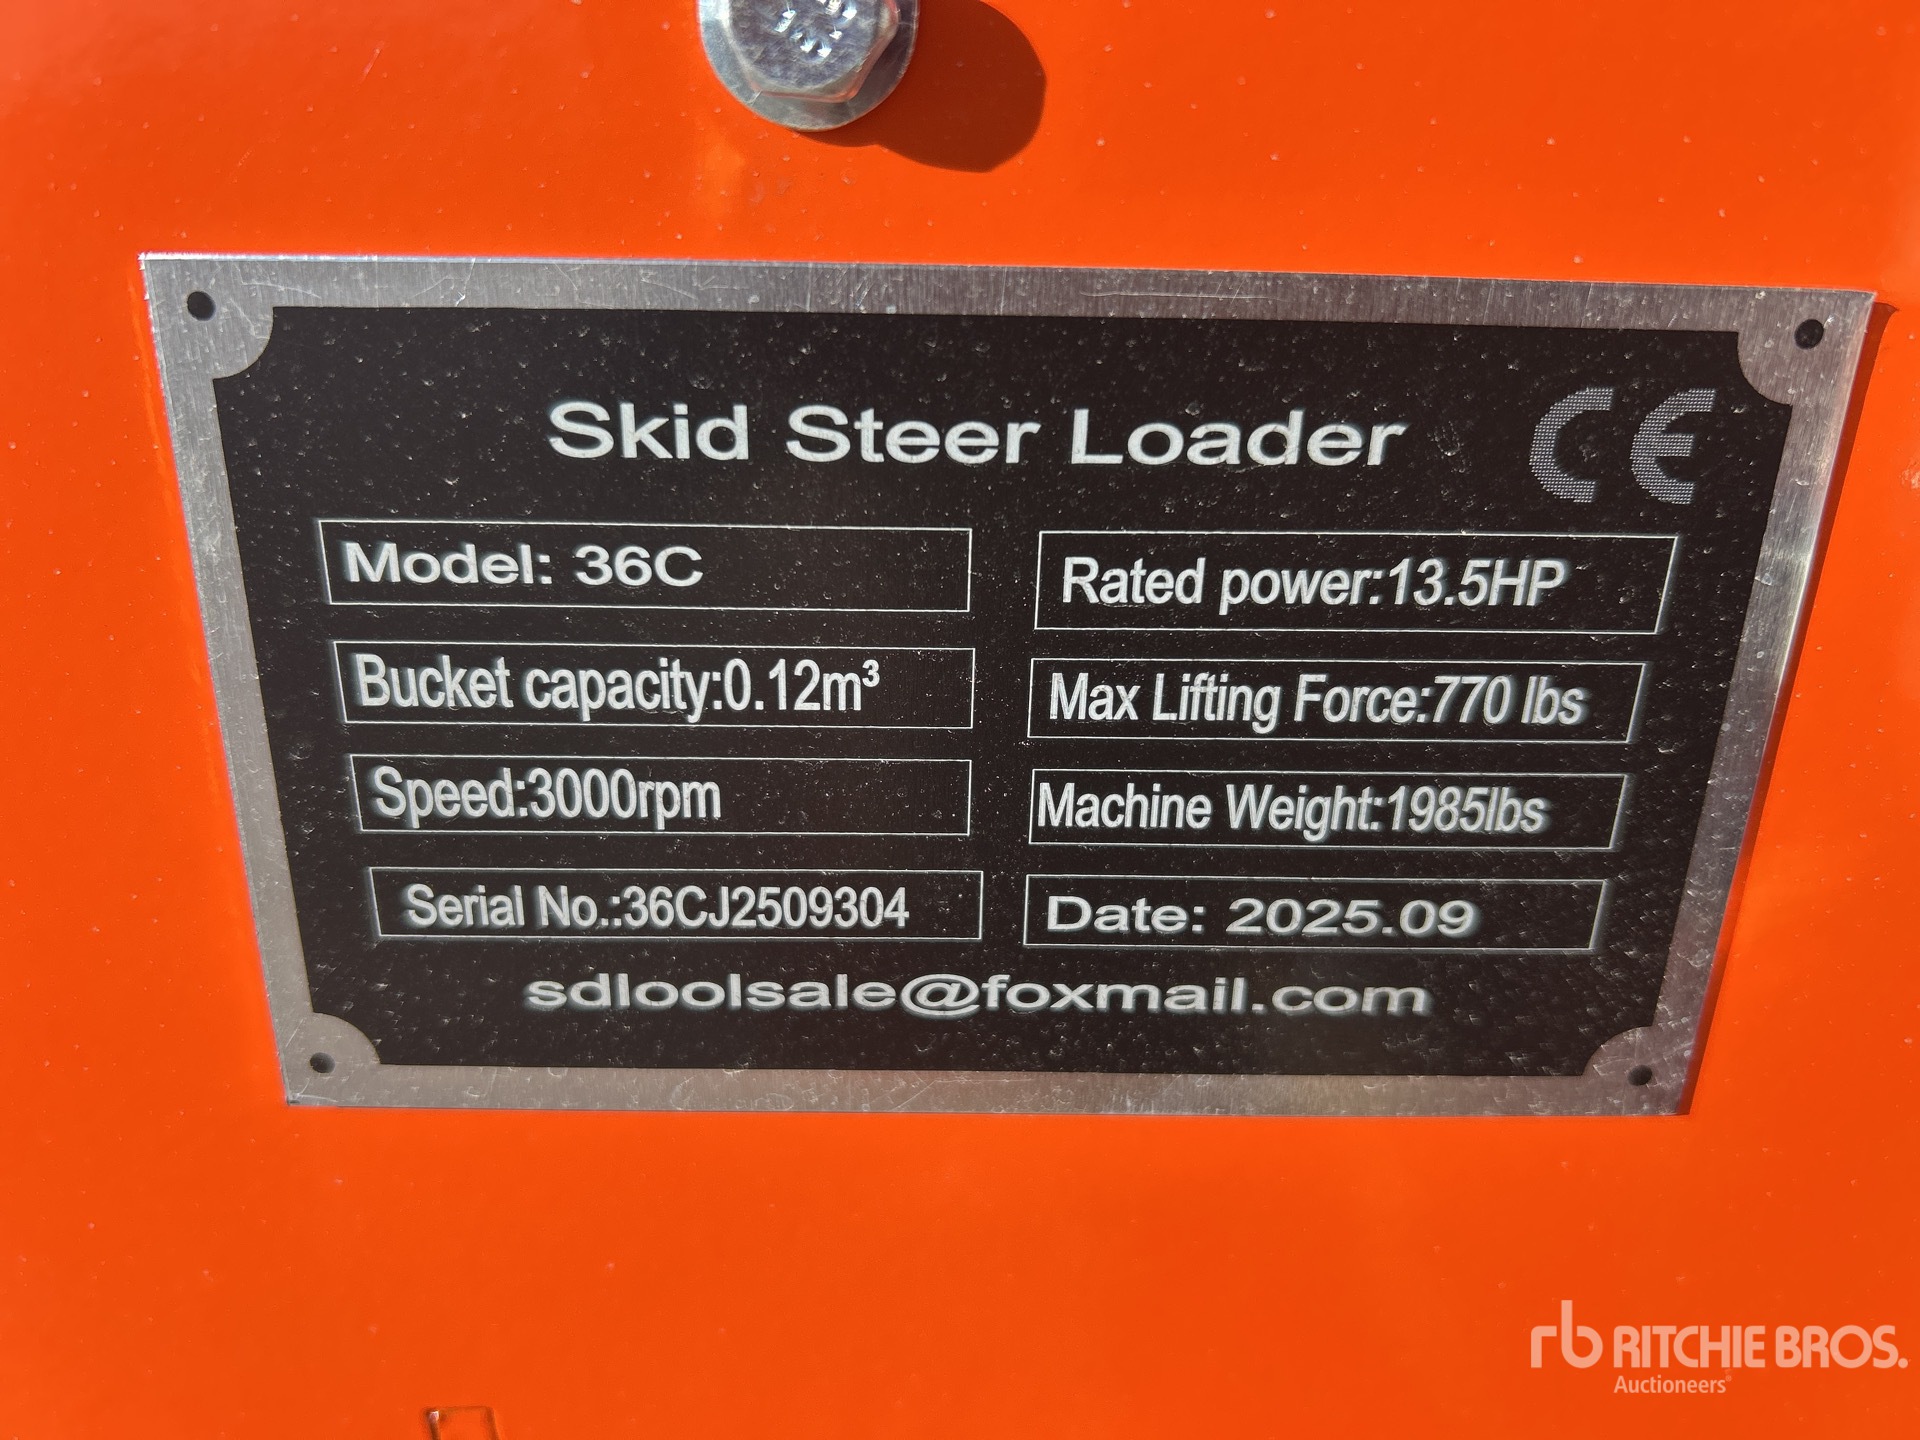 Skid Steer Loader CE
Model: 36C
Rated power:13.5HP
Bucket capacity:0.12m³
Max Lifting Force:770 lbs
Speed:3000rpm
Machine Weight:1985lbs
Serial No.:36CJ2509304
Date: 2025.09
sdloolsale@foxmail.com
rb RITCHIE BROS.
Auctioneers